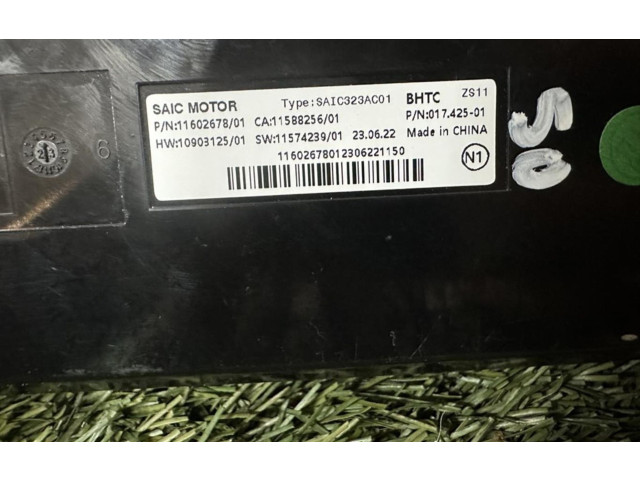 SAIC MOTOR Type:SAIC323AC01 BHTC ZS11
P/N:11602678/01 CA:11588256/01 P/N:017.425-01
HW:10903125/01 SW:11574239/01 23.06.22 Made in CHINA
11602678012306221150 N1
6
23